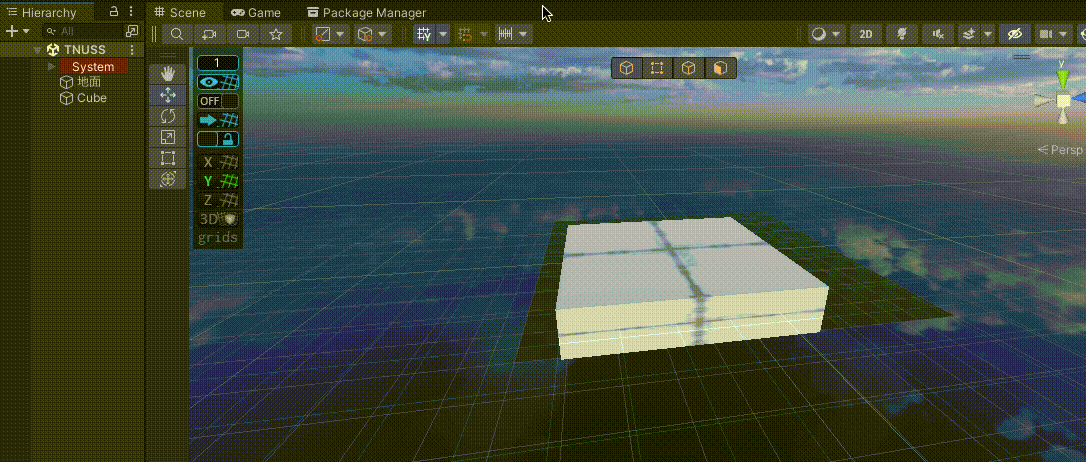 Hierarchy
Scene
Game
Package Manager
All
2D
TNUSS
System
地面
Cube
1
OFF
X
Y
Z
3D
grids
y
Persp